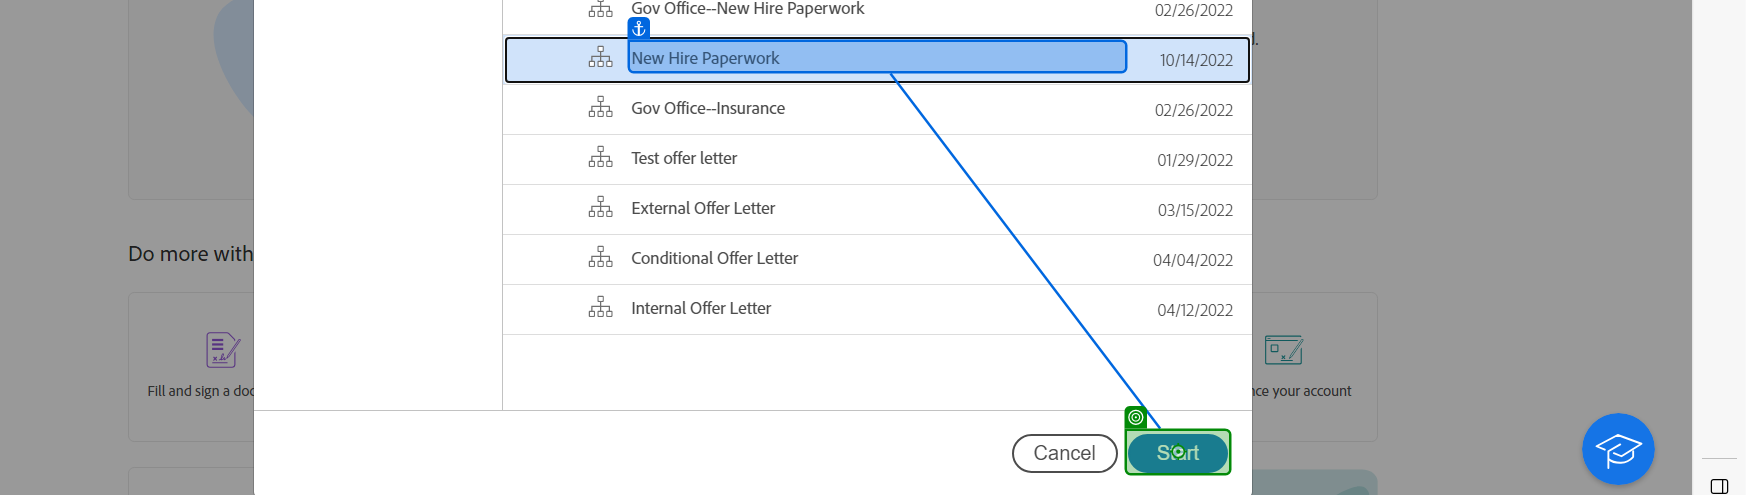 Gov Office--New Hire Paperwork 02/26/2022
d.
New Hire Paperwork 10/14/2022
Gov Office--Insurance 02/26/2022
Test offer letter 01/29/2022
External Offer Letter 03/15/2022
Do more with
Conditional Offer Letter 04/04/2022
Internal Offer Letter 04/12/2022
Fill and sign a doc
nce your account
Cancel Start